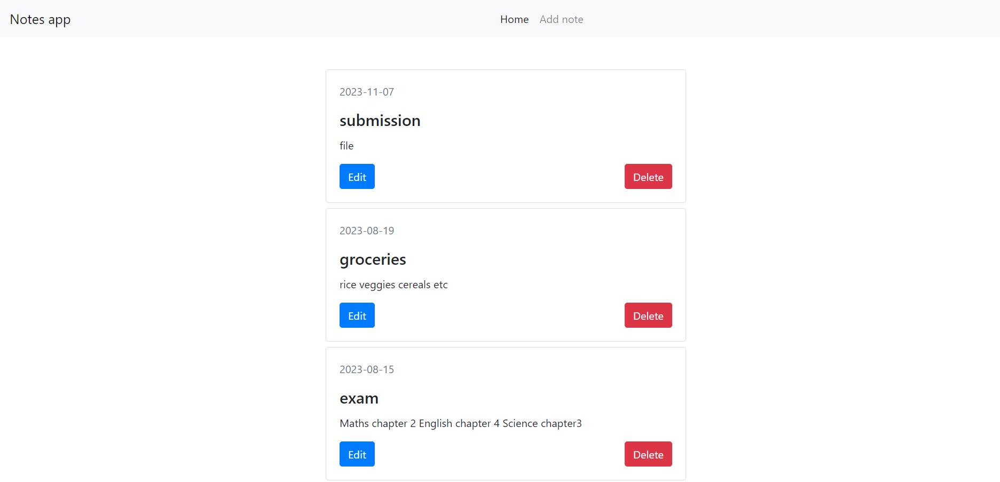 Notes app
Home Add note
2023-11-07
submission
file
Edit Delete
2023-08-19
groceries
rice veggies cereals etc
Edit Delete
2023-08-15
exam
Maths chapter 2 English chapter 4 Science chapter3
Edit Delete